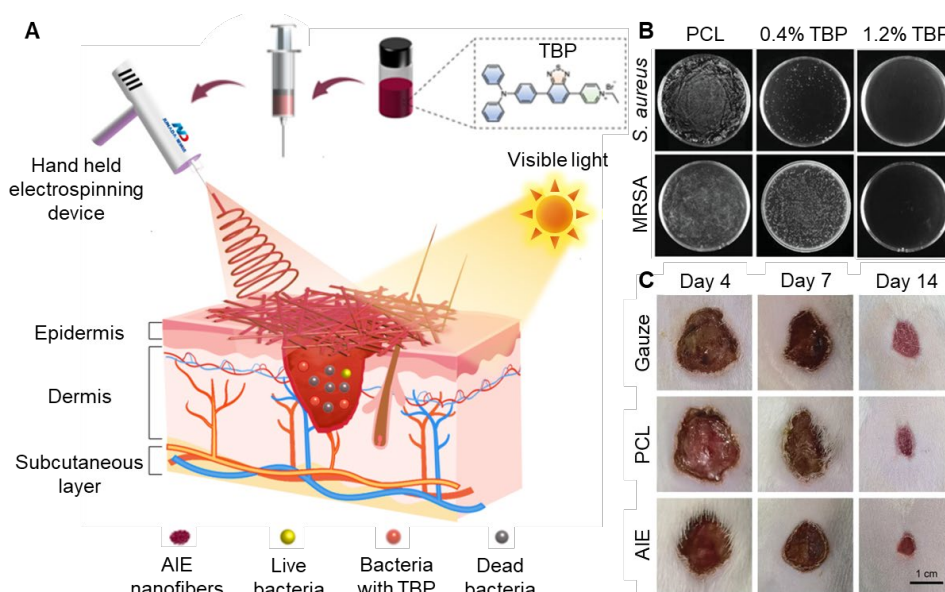 A
TBP
S
N
N
N
N
Br
Hand held
electrospinning
device
Visible light
Epidermis
Dermis
Subcutaneous
layer
AIE
nanofibers
Live
bacteria
Bacteria
with TBP
Dead
bacteria
B
PCL
0.4% TBP
1.2% TBP
S. aureus
MRSA
C
Day 4
Day 7
Day 14
Gauze
PCL
AIE
1 cm